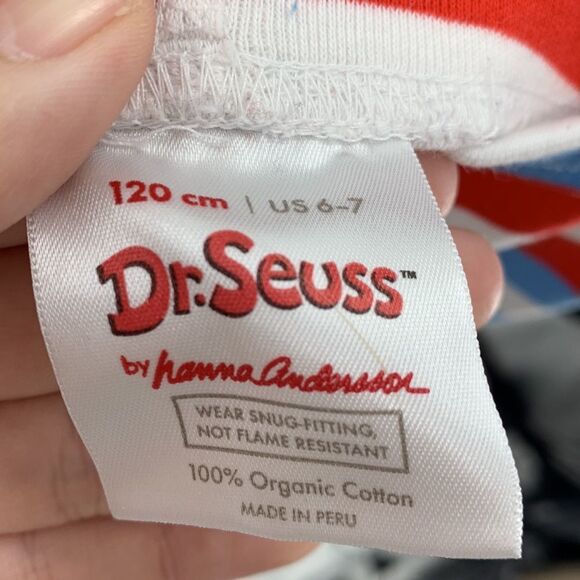 120 cm | US 6-7
Dr. Seuss™
by hanna andersson
WEAR SNUG-FITTING,
NOT FLAME RESISTANT
100% Organic Cotton
MADE IN PERU